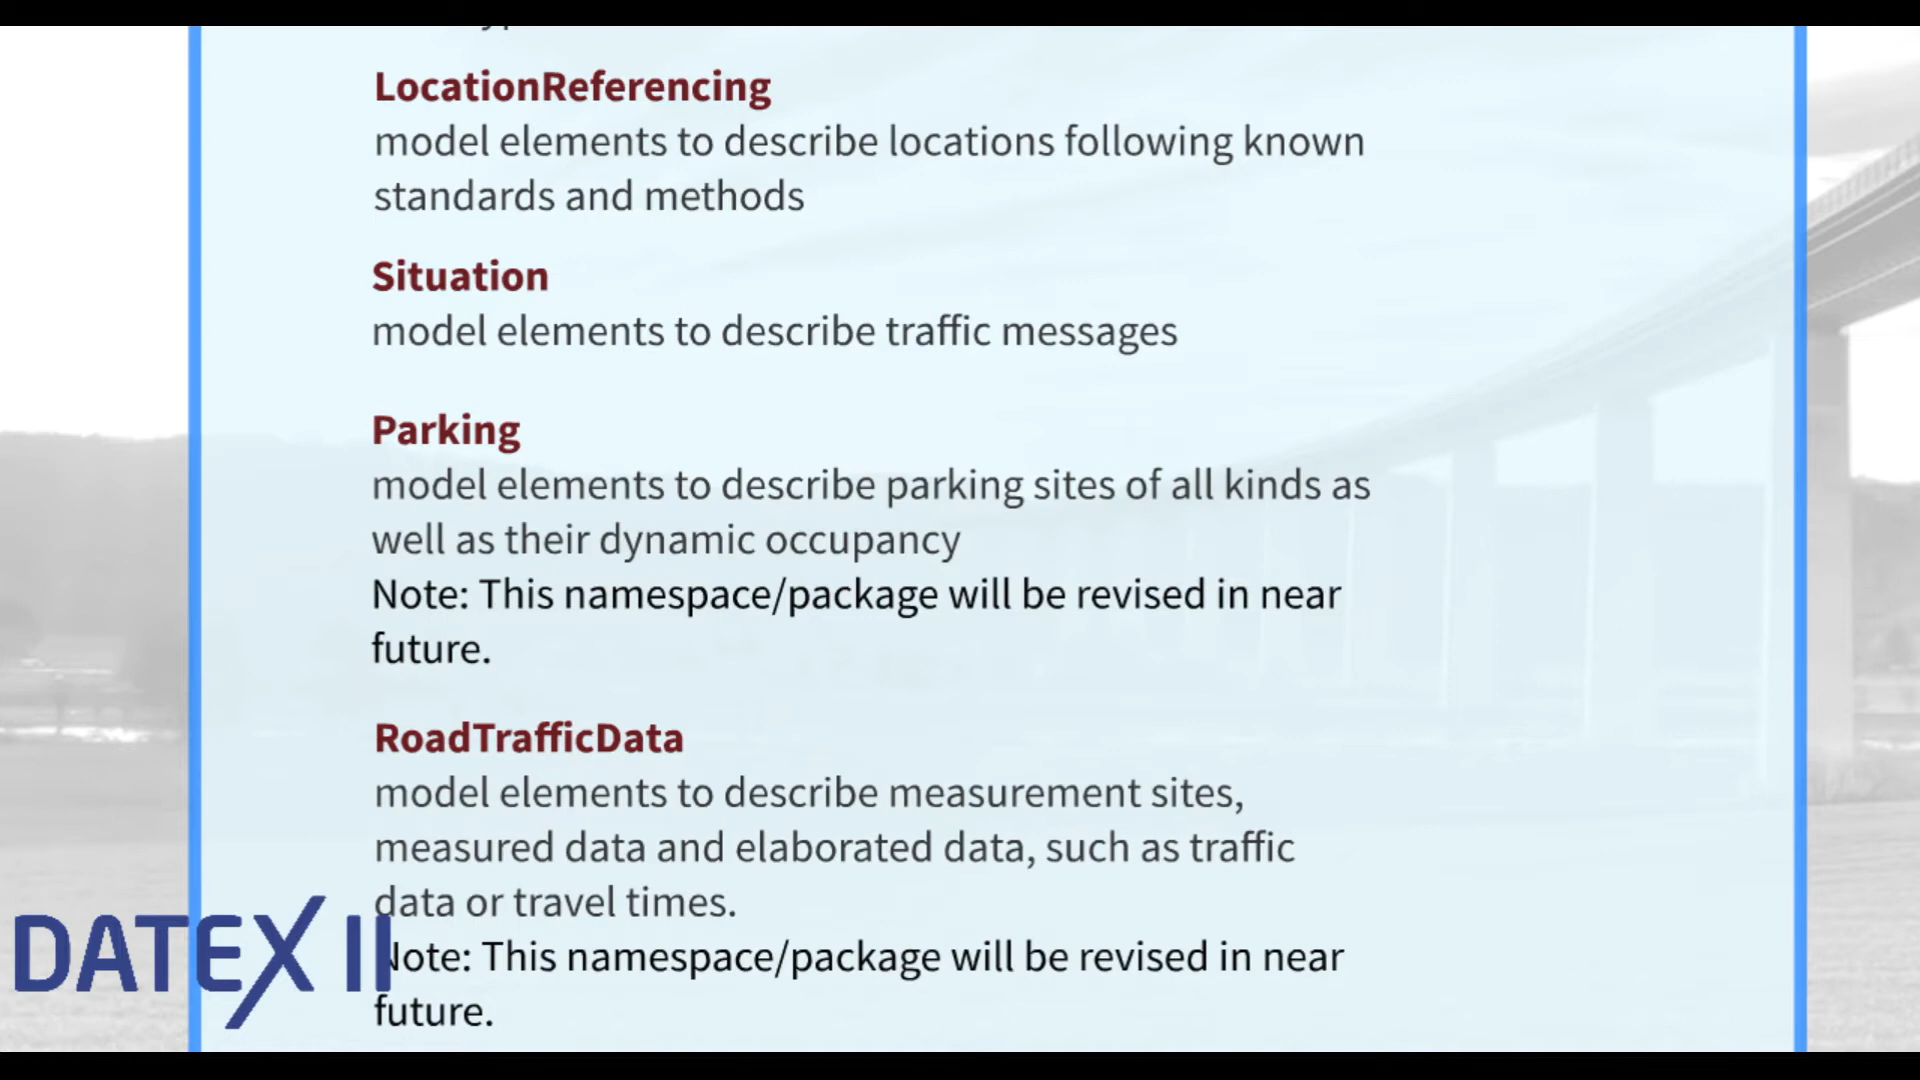 LocationReferencing
model elements to describe locations following known
standards and methods
Situation
model elements to describe traffic messages
Parking
model elements to describe parking sites of all kinds as
well as their dynamic occupancy
Note: This namespace/package will be revised in near
future.
RoadTrafficData
model elements to describe measurement sites,
measured data and elaborated data, such as traffic
data or travel times.
Note: This namespace/package will be revised in near
future.
DATEX II